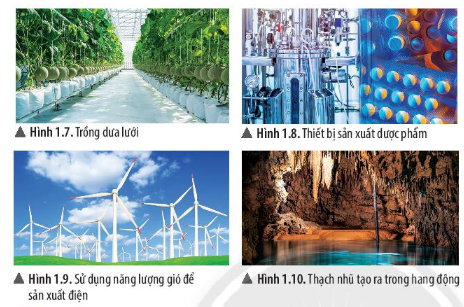 ▲ Hình 1.7. Trồng dưa lưới
▲ Hình 1.8. Thiết bị sản xuất dược phẩm
▲ Hình 1.9. Sử dụng năng lượng gió để
sản xuất điện
▲ Hình 1.10. Thạch nhũ tạo ra trong hang động